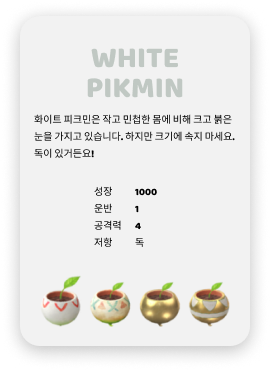 WHITE
PIKMIN
화이트 피크민은 작고 민첩한 몸에 비해 크고 붉은
눈을 가지고 있습니다. 하지만 크기에 속지 마세요.
독이 있거든요!
성장 1000
운반 1
공격력 4
저항 독